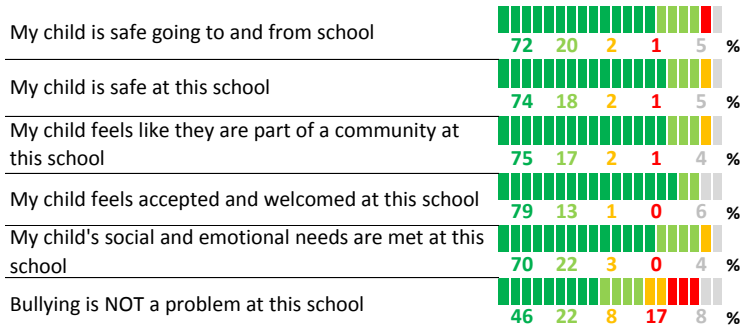 My child is safe going to and from school
72 20 2 1 5 %
My child is safe at this school
74 18 2 1 5 %
My child feels like they are part of a community at
this school
75 17 2 1 4 %
My child feels accepted and welcomed at this school
79 13 1 0 6 %
My child's social and emotional needs are met at this
school
70 22 3 0 4 %
Bullying is NOT a problem at this school
46 22 8 17 8 %